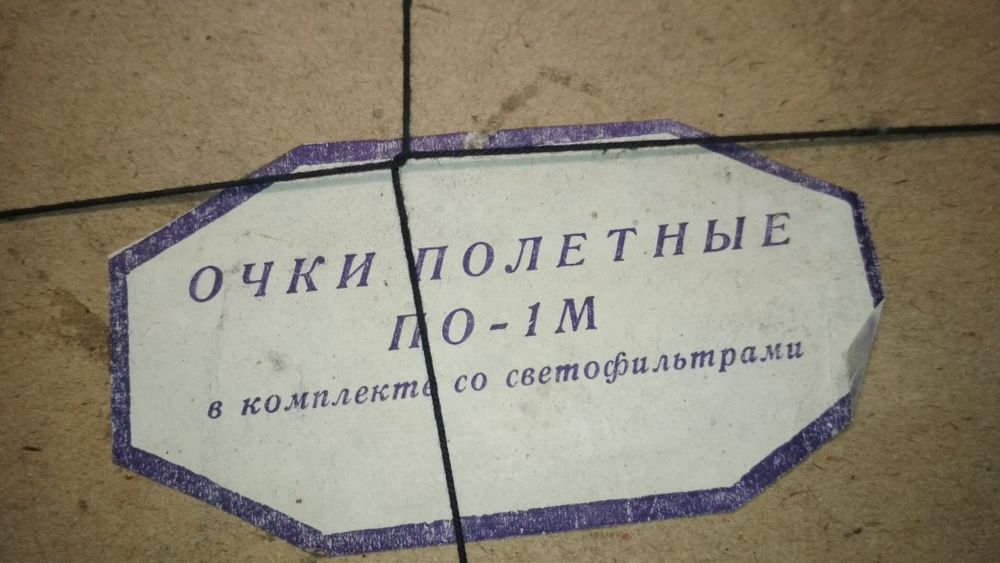 ОЧКИ ПОЛЕТНЫЕ
ПО-1М
в комплекте со светофильтрами